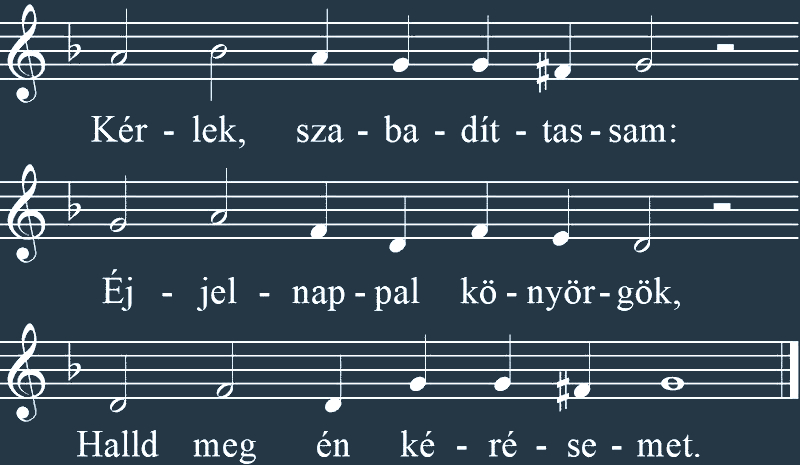 Kér - lek, sza - ba - dít - tas - sam:
Éj - jel - nap - pal kö - nyör - gök,
Halld meg én ké - ré - se - met.